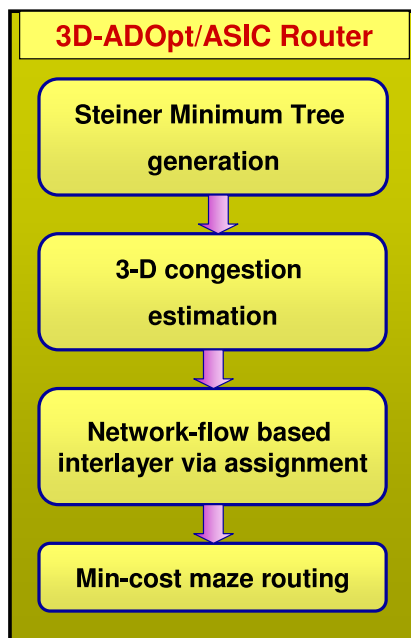 3D-ADOpt/ASIC Router
Steiner Minimum Tree
generation
3-D congestion
estimation
Network-flow based
interlayer via assignment
Min-cost maze routing